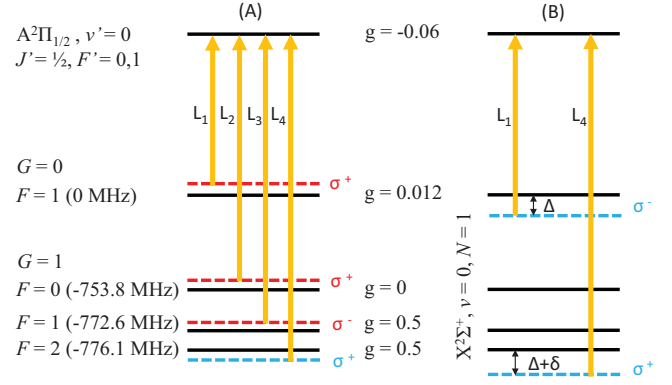 (A)
(B)
A²Π₁/₂ , v' = 0
J' = ½, F' = 0,1
g = -0.06
L₁
L₂
L₃
L₄
L₁
L₄
G = 0
F = 1 (0 MHz)
σ⁺
g = 0.012
Δ
σ⁻
G = 1
F = 0 (-753.8 MHz)
σ⁺
g = 0
F = 1 (-772.6 MHz)
σ⁻
g = 0.5
F = 2 (-776.1 MHz)
σ⁺
g = 0.5
X²Σ⁺, v = 0, N = 1
Δ+δ
σ⁺